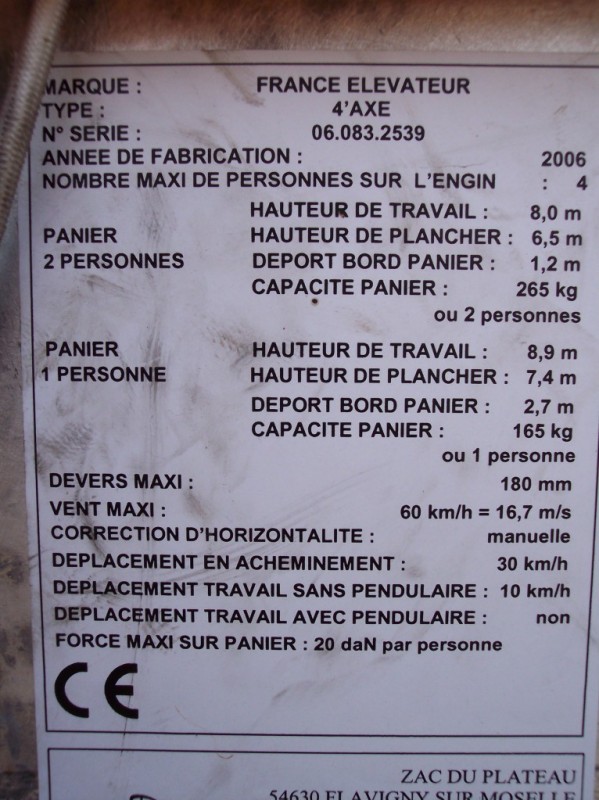 MARQUE : FRANCE ELEVATEUR
TYPE : 4'AXE
N° SERIE : 06.083.2539
ANNEE DE FABRICATION : 2006
NOMBRE MAXI DE PERSONNES SUR L'ENGIN : 4
HAUTEUR DE TRAVAIL : 8,0 m
PANIER HAUTEUR DE PLANCHER : 6,5 m
2 PERSONNES DEPORT BORD PANIER : 1,2 m
CAPACITE PANIER : 265 kg
ou 2 personnes
PANIER HAUTEUR DE TRAVAIL : 8,9 m
1 PERSONNE HAUTEUR DE PLANCHER : 7,4 m
DEPORT BORD PANIER : 2,7 m
CAPACITE PANIER : 165 kg
ou 1 personne
DEVERS MAXI : 180 mm
VENT MAXI : 60 km/h = 16,7 m/s
CORRECTION D'HORIZONTALITE : manuelle
DEPLACEMENT EN ACHEMINEMENT : 30 km/h
DEPLACEMENT TRAVAIL SANS PENDULAIRE : 10 km/h
DEPLACEMENT TRAVAIL AVEC PENDULAIRE : non
FORCE MAXI SUR PANIER : 20 daN par personne
CE
ZAC DU PLATEAU
54630 FLAVIGNY SUR MOSELLE